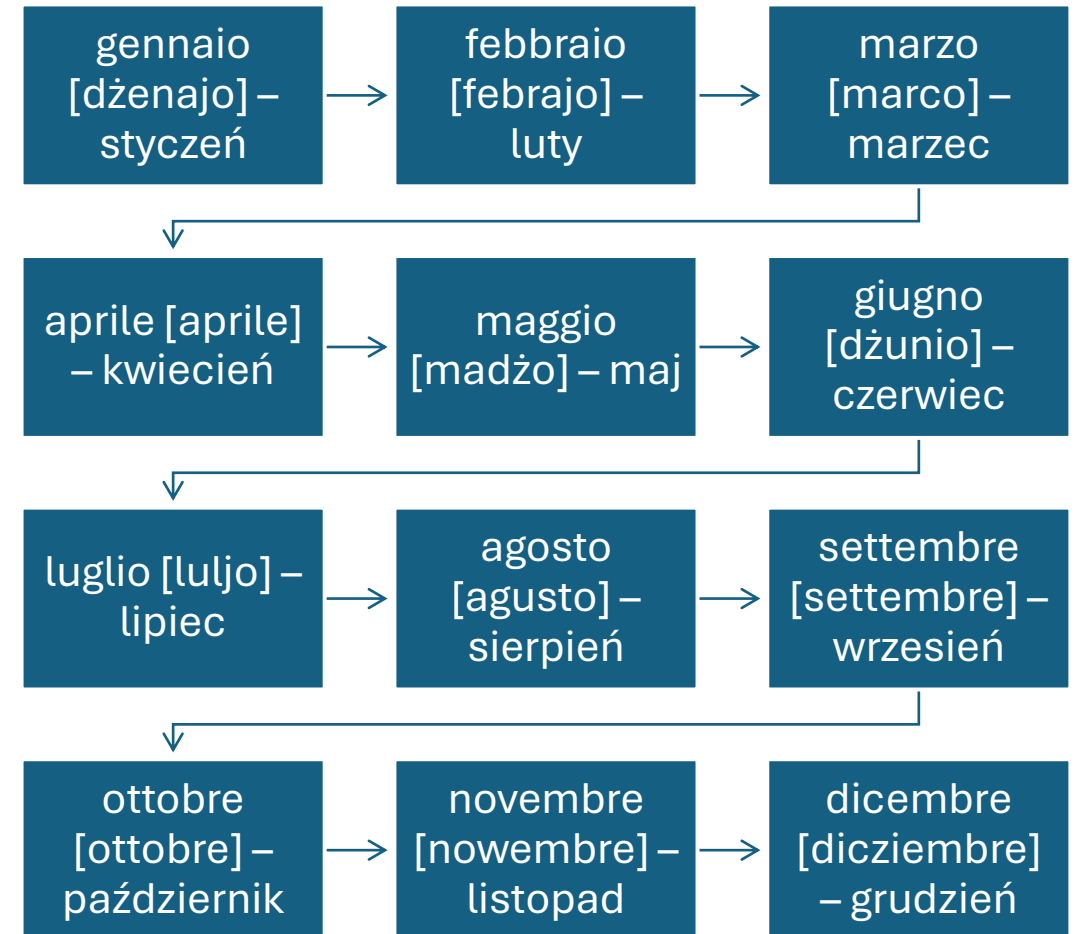 gennaio
[dżenajo] –
styczeń
febbraio
[febrajo] –
luty
marzo
[marco] –
marzec
aprile [aprile]
– kwiecień
maggio
[madżo] – maj
giugno
[dżunio] –
czerwiec
luglio [luljo] –
lipiec
agosto
[agusto] –
sierpień
settembre
[settembre] –
wrzesień
ottobre
[ottobre] –
październik
novembre
[nowembre] –
listopad
dicembre
[dicziembre]
– grudzień